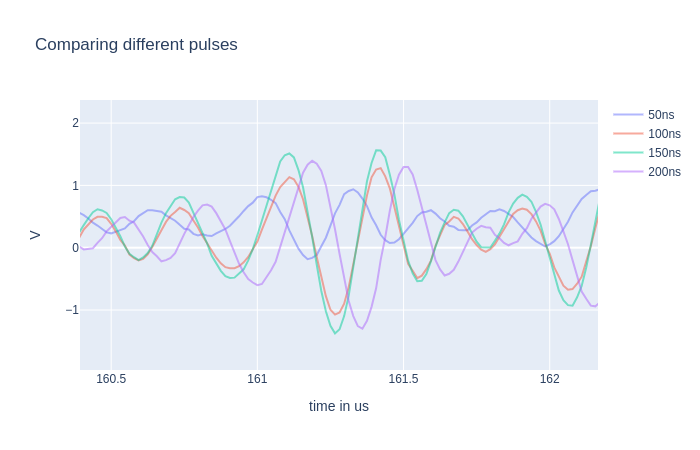 Comparing different pulses
50ns
100ns
150ns
200ns
V
2
1
0
−1
160.5
161
161.5
162
time in us